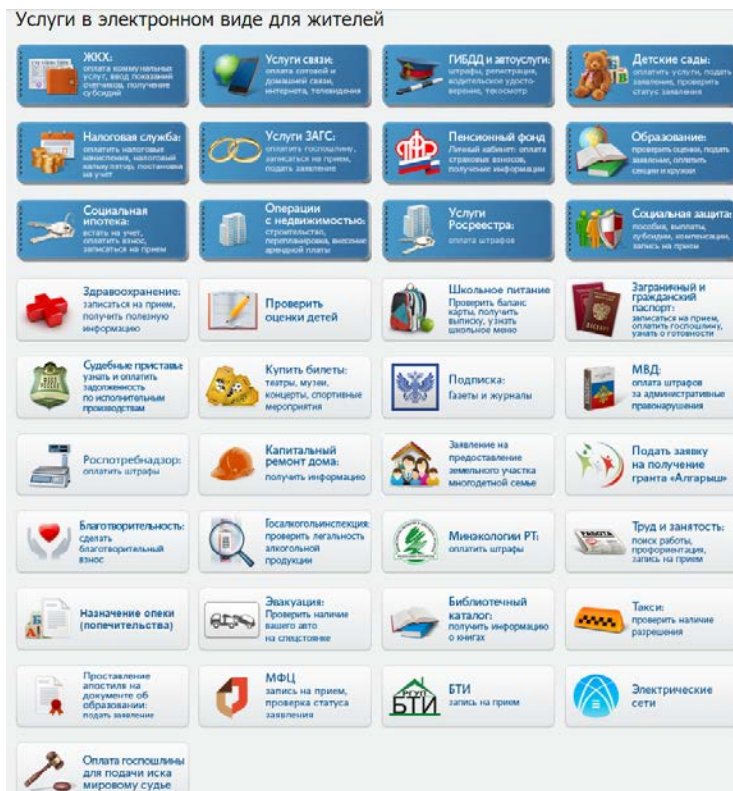 Услуги в электронном виде для жителей
ЖКХ:
оплата коммунальных
услуг, ввод показаний
счетчиков, получение
субсидий
Услуги связи:
оплата сотовой и
домашней связи,
интернета, телевидения
ГИБДД и автоуслуги:
штрафы, регистрация,
водительское удосто-
верение, техосмотр
Детские сады:
оплатить услуги, подать
заявление, проверить
статус заявления
Налоговая служба:
оплатить налоговые
начисления, налоговый
калькулятор, постановка
на учет
Услуги ЗАГС:
оплатить госпошлину,
записаться на прием,
подать заявление
Пенсионный фонд
Личный кабинет: оплата
страховых взносов,
получение информации
Образование:
проверить оценки, подать
заявление, оплатить
секции и кружки
Социальная
ипотека:
встать на учет,
оплатить взнос,
записаться на прием
Операции
с недвижимостью:
строительство,
перепланировка, внесение
арендной платы
Услуги
Росреестра:
оплата штрафов
Социальная защита:
пособия, выплаты,
субсидии, компенсации,
запись на прием
Здравоохранение:
записаться на прием,
получить полезную
информацию
Проверить
оценки детей
Школьное питание
Проверить баланс
карты, получить
выписку, узнать
школьное меню
Заграничный и
гражданский
паспорт:
записаться на прием,
оплатить госпошлину,
узнать о готовности
Судебные приставы:
узнать и оплатить
задолженность
по исполнительным
производствам
Купить билеты:
театры, музеи,
концерты, спортивные
мероприятия
Подписка:
Газеты и журналы
МВД:
оплата штрафов
за административные
правонарушения
Роспотребнадзор:
оплатить штрафы
Капитальный
ремонт дома:
получить информацию
Заявление на
предоставление
земельного участка
многодетной семье
Подать заявку
на получение
гранта «Алгарыш»
Благотворительность:
сделать
благотворительный
взнос
Госалкогольинспекция:
проверить легальность
алкогольной
продукции
Минэкологии РТ:
оплатить штрафы
РАБОТА
Труд и занятость:
поиск работы,
профориентация,
запись на прием
Назначение опеки
(попечительства)
Эвакуация:
Проверить наличие
вашего авто
на спецстоянке
Библиотечный
каталог:
получить информацию
о книгах
Такси:
проверить наличие
разрешения
Проставление
апостиля на
документе об
образовании:
подать заявление
МФЦ
запись на прием,
проверка статуса
заявления
РГУП
БТИ
БТИ
запись на прием
Электрические
сети
Оплата госпошлины
для подачи иска
мировому судье